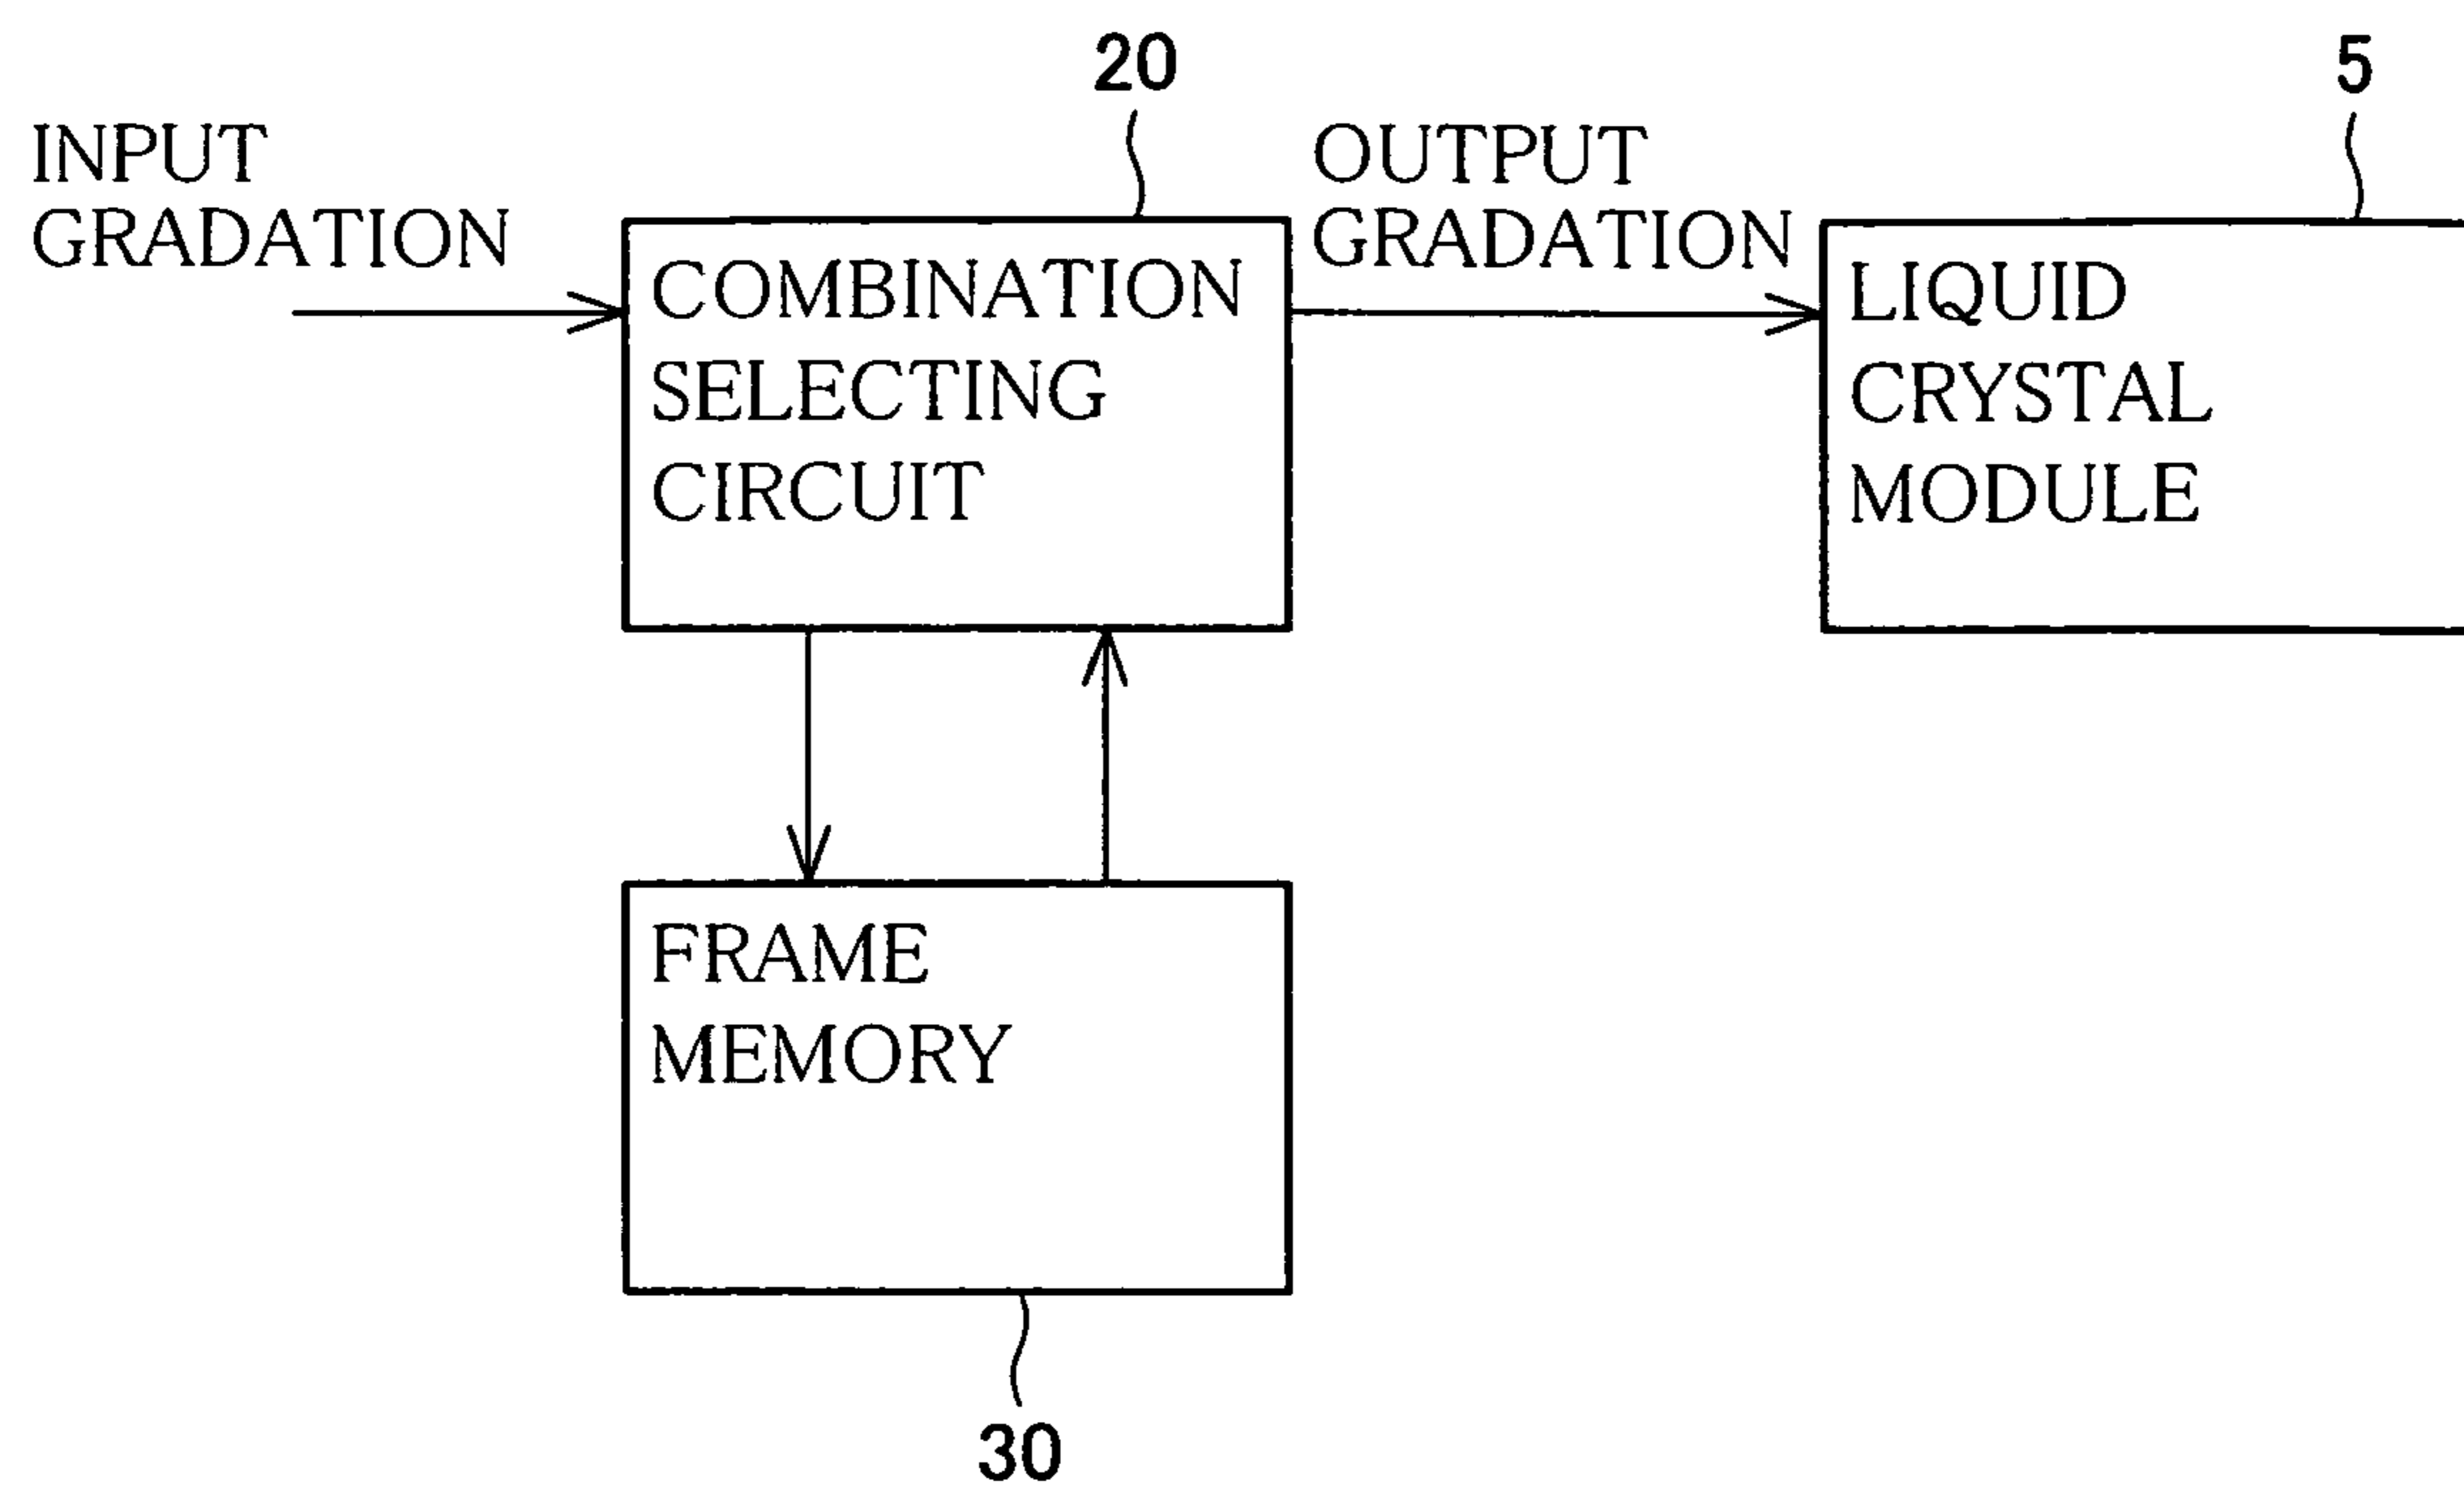 20
5
INPUT
GRADATION
OUTPUT
GRADATION
COMBINATION
SELECTING
CIRCUIT
LIQUID
CRYSTAL
MODULE
FRAME
MEMORY
30